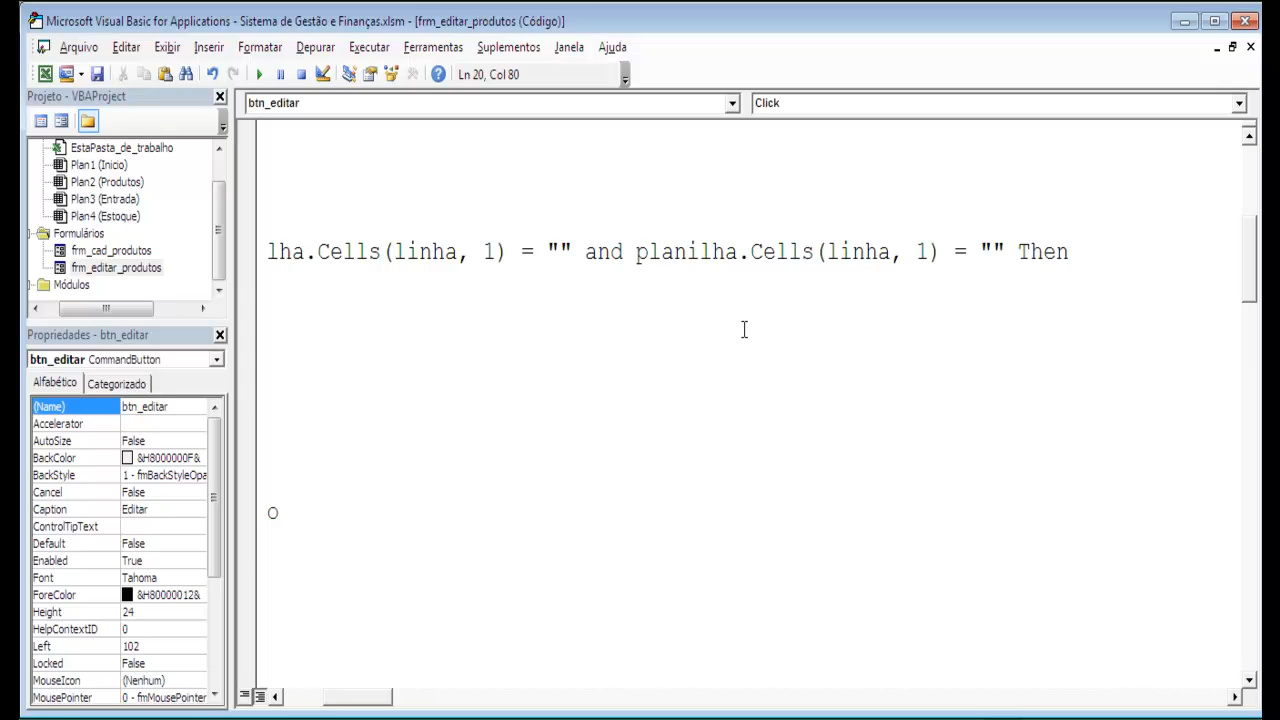 Microsoft Visual Basic for Applications - Sistema de Gestão e Finanças.xlsm - [frm_editar_produtos (Código)]
Arquivo Editar Exibir Inserir Formatar Depurar Executar Ferramentas Suplementos Janela Ajuda
Ln 20, Col 80
Projeto - VBAProject
EstaPasta_de_trabalho
Plan1 (Inicio)
Plan2 (Produtos)
Plan3 (Entrada)
Plan4 (Estoque)
Formulários
frm_cad_produtos
frm_editar_produtos
Módulos
Propriedades - btn_editar
btn_editar CommandButton
Alfabético Categorizado
(Name) btn_editar
Accelerator
AutoSize False
BackColor &H8000000F&
BackStyle 1 - fmBackStyleOpa
Cancel False
Caption Editar
ControlTipText
Default False
Enabled True
Font Tahoma
ForeColor &H80000012&
Height 24
HelpContextID 0
Left 102
Locked False
MouseIcon (Nenhum)
MousePointer 0 - fmMousePointer
btn_editar Click
lha.Cells(linha, 1) = "" and planilha.Cells(linha, 1) = "" Then
o